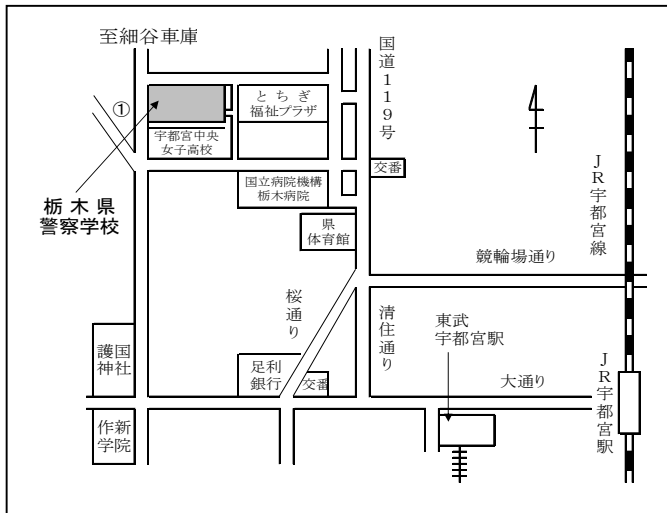 至細谷車庫
国道119号
①
とちぎ
福祉プラザ
宇都宮中央
女子高校
交番
国立病院機構
栃木病院
栃木県
警察学校
県
体育館
JR宇都宮線
競輪場通り
桜通り
清住通り
東武
宇都宮駅
護国
神社
足利
銀行
交番
大通り
JR宇都宮駅
作新
学院